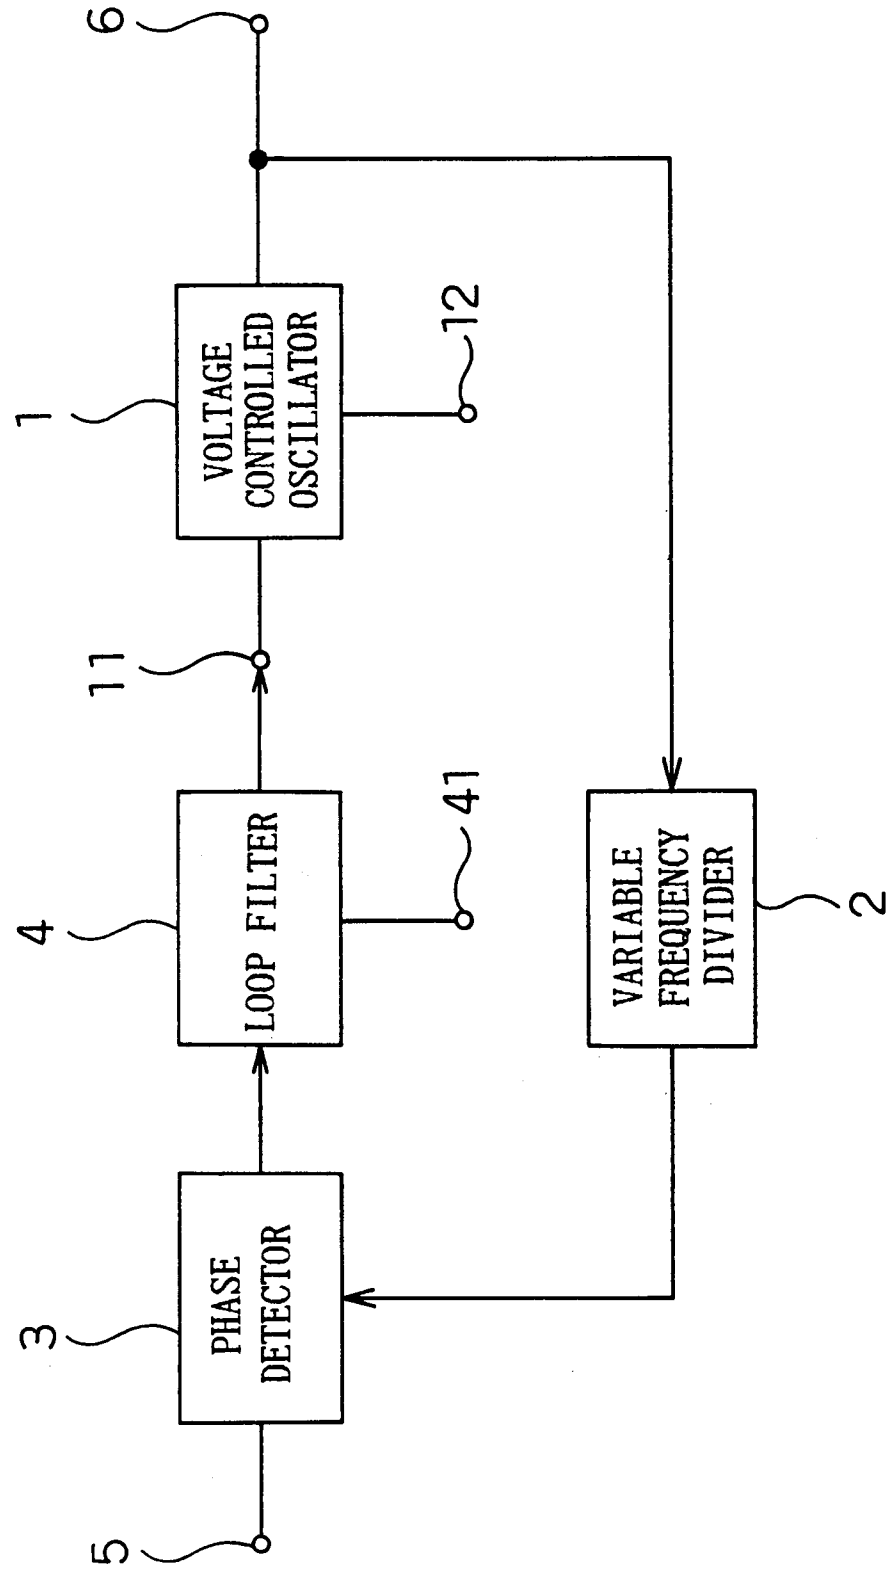 5
3
PHASE
DETECTOR
4
LOOP FILTER
41
11
1
VOLTAGE
CONTROLLED
OSCILLATOR
12
6
VARIABLE
FREQUENCY
DIVIDER
2